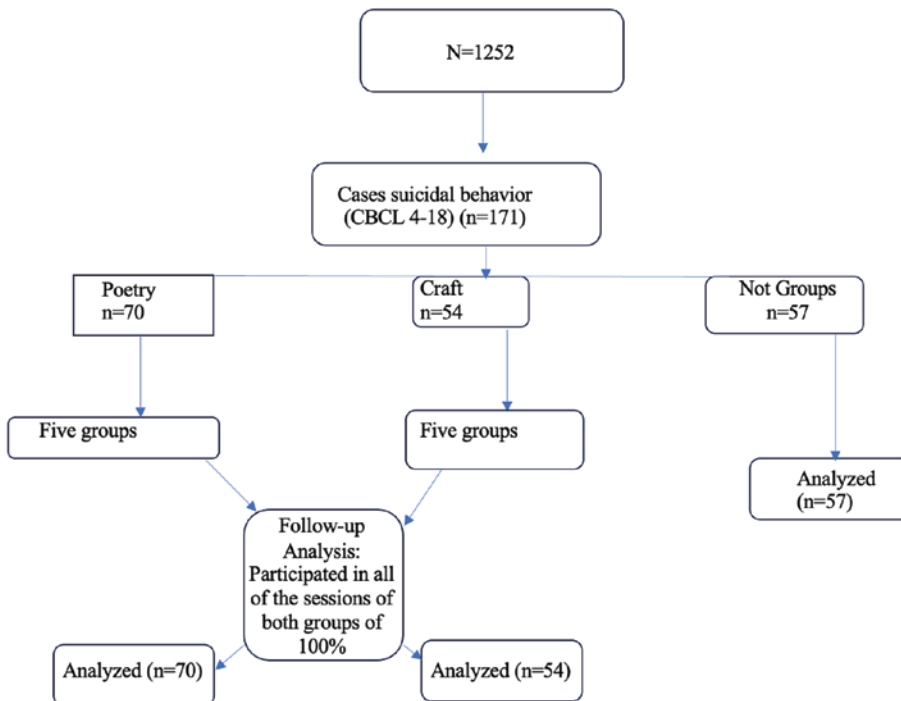 N=1252
Cases suicidal behavior
(CBCL 4-18) (n=171)
Poetry
n=70
Craft
n=54
Not Groups
n=57
Five groups
Five groups
Analyzed
(n=57)
Follow-up
Analysis:
Participated in all
of the sessions of
both groups of
100%
Analyzed (n=70)
Analyzed (n=54)